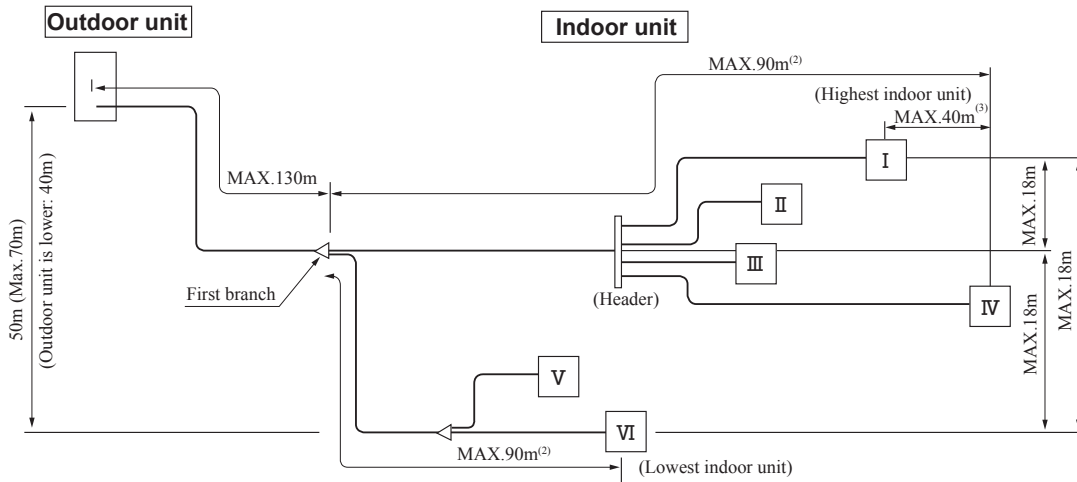 Outdoor unit
Indoor unit
MAX.90m(2)
(Highest indoor unit)
MAX.40m(3)
I
I
MAX.130m
II
III
IV
First branch
(Header)
50m (Max.70m)
(Outdoor unit is lower: 40m)
MAX.18m
MAX.18m
MAX.18m
V
VI
MAX.90m(2)
(Lowest indoor unit)